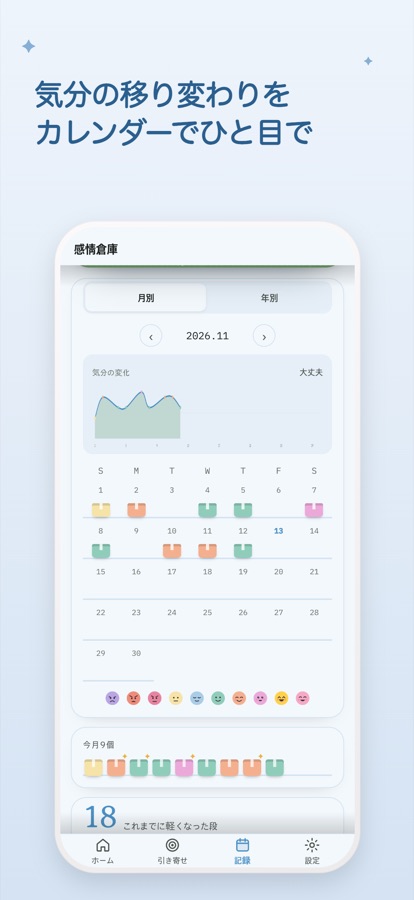 気分の移り変わりを
カレンダーでひと目で
感情倉庫
月別 年別
‹ 2026.11 ›
気分の変化 大丈夫
S M T W T F S
1 2 3 4 5 6 7
8 9 10 11 12 13 14
15 16 17 18 19 20 21
22 23 24 25 26 27 28
29 30
今月9個
18 これまでに軽くなった段
ホーム 引き寄せ 記録 設定